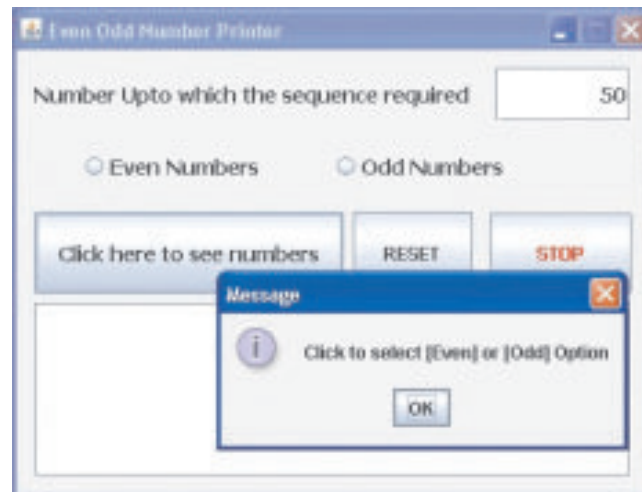 Even Odd Number Printer
Number Upto which the sequence required 50
Even Numbers Odd Numbers
Click here to see numbers RESET STOP
Message
Click to select [Even] or [Odd] Option
OK